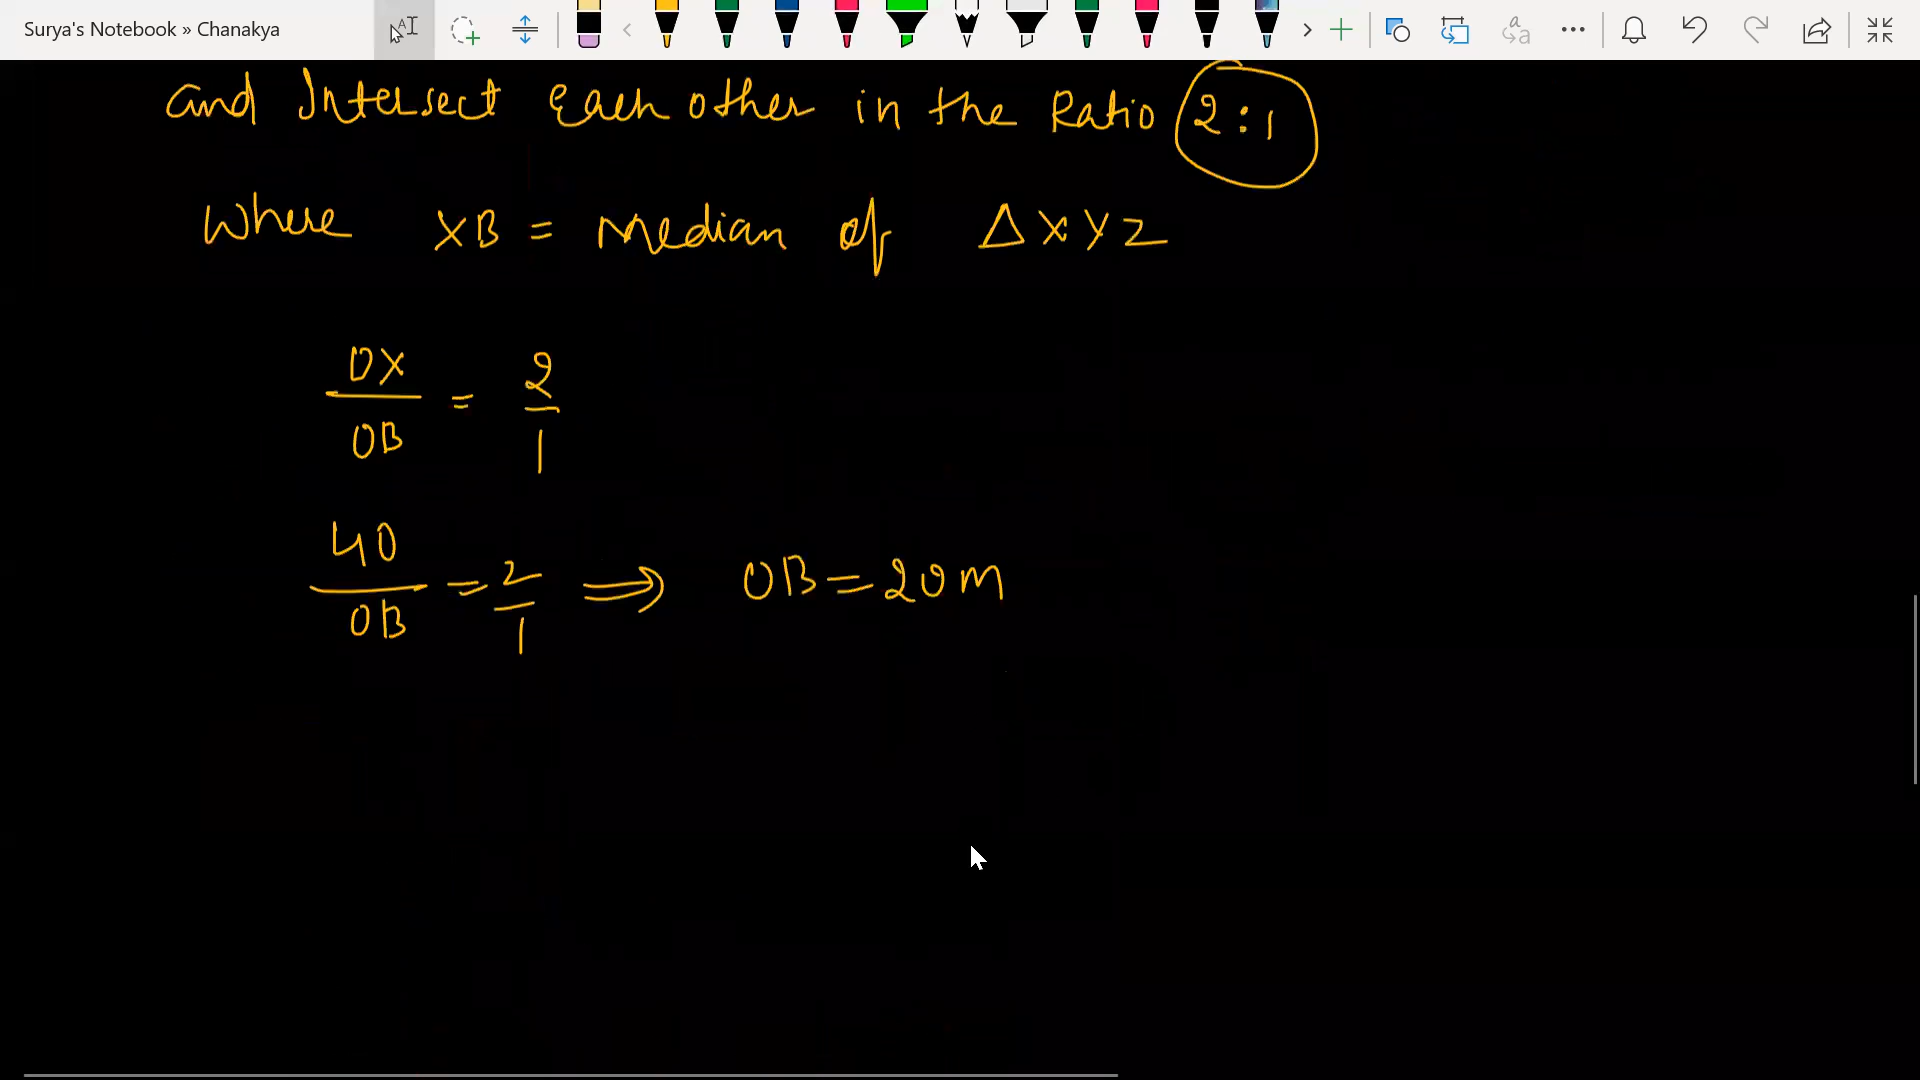 Surya's Notebook » Chanakya
and Intersect Each other in the Ratio 2:1
Where XB = Median of ΔXYZ
OX/OB = 2/1
40/OB = 2/1 ⟹ OB = 20m